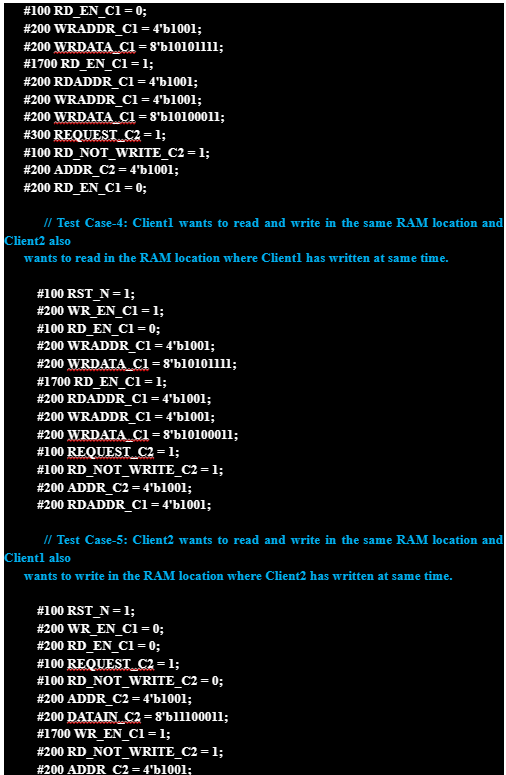 #100 RD_EN_C1 = 0;
#200 WRADDR_C1 = 4'b1001;
#200 WRDATA_C1 = 8'b10101111;
#1700 RD_EN_C1 = 1;
#200 RDADDR_C1 = 4'b1001;
#200 WRADDR_C1 = 4'b1001;
#200 WRDATA_C1 = 8'b10100011;
#300 REQUEST_C2 = 1;
#100 RD_NOT_WRITE_C2 = 1;
#200 ADDR_C2 = 4'b1001;
#200 RD_EN_C1 = 0;
// Test Case-4: Client1 wants to read and write in the same RAM location and
Client2 also
wants to read in the RAM location where Client1 has written at same time.
#100 RST_N = 1;
#200 WR_EN_C1 = 1;
#100 RD_EN_C1 = 0;
#200 WRADDR_C1 = 4'b1001;
#200 WRDATA_C1 = 8'b10101111;
#1700 RD_EN_C1 = 1;
#200 RDADDR_C1 = 4'b1001;
#200 WRADDR_C1 = 4'b1001;
#200 WRDATA_C1 = 8'b10100011;
#100 REQUEST_C2 = 1;
#100 RD_NOT_WRITE_C2 = 1;
#200 ADDR_C2 = 4'b1001;
#200 RDADDR_C1 = 4'b1001;
// Test Case-5: Client2 wants to read and write in the same RAM location and
Client1 also
wants to write in the RAM location where Client2 has written at same time.
#100 RST_N = 1;
#200 WR_EN_C1 = 0;
#200 RD_EN_C1 = 0;
#100 REQUEST_C2 = 1;
#100 RD_NOT_WRITE_C2 = 0;
#200 ADDR_C2 = 4'b1001;
#200 DATAIN_C2 = 8'b11100011;
#1700 WR_EN_C1 = 1;
#200 RD_NOT_WRITE_C2 = 1;
#200 ADDR_C2 = 4'b1001;